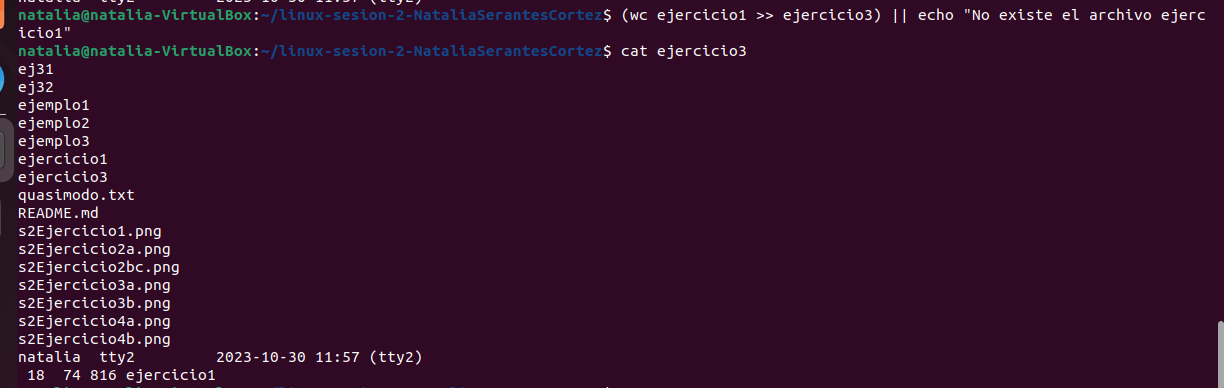 natalia  tty2         2023-10-30 11:57 (tty2)
natalia@natalia-VirtualBox:~/linux-sesion-2-NataliaSerantesCortez$ (wc ejercicio1 >> ejercicio3) || echo "No existe el archivo ejerc
icio1"
natalia@natalia-VirtualBox:~/linux-sesion-2-NataliaSerantesCortez$ cat ejercicio3
ej31
ej32
ejemplo1
ejemplo2
ejemplo3
ejercicio1
ejercicio3
quasimodo.txt
README.md
s2Ejercicio1.png
s2Ejercicio2a.png
s2Ejercicio2bc.png
s2Ejercicio3a.png
s2Ejercicio3b.png
s2Ejercicio4a.png
s2Ejercicio4b.png
natalia  tty2         2023-10-30 11:57 (tty2)
 18  74 816 ejercicio1